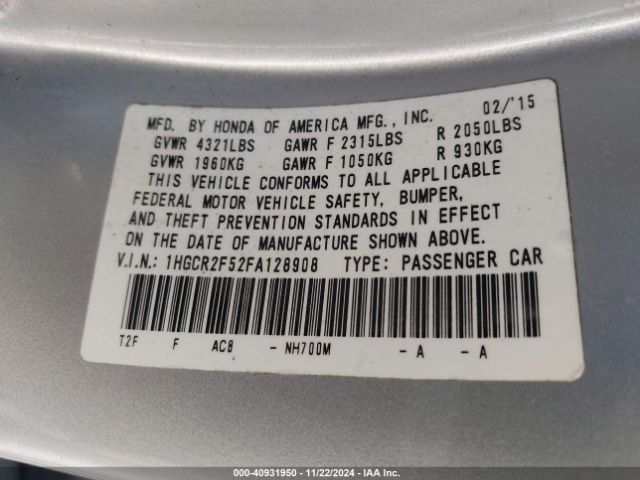 MFD. BY HONDA OF AMERICA MFG., INC. 02/'15
GVWR 4321LBS GAWR F 2315LBS R 2050LBS
GVWR 1960KG GAWR F 1050KG R 930KG
THIS VEHICLE CONFORMS TO ALL APPLICABLE
FEDERAL MOTOR VEHICLE SAFETY, BUMPER,
AND THEFT PREVENTION STANDARDS IN EFFECT
ON THE DATE OF MANUFACTURE SHOWN ABOVE.
V.I.N.: 1HGCR2F52FA128908 TYPE: PASSENGER CAR
T2F F AC8 - NH700M - A - A
000-40931950 - 11/22/2024 - IAAI.COM